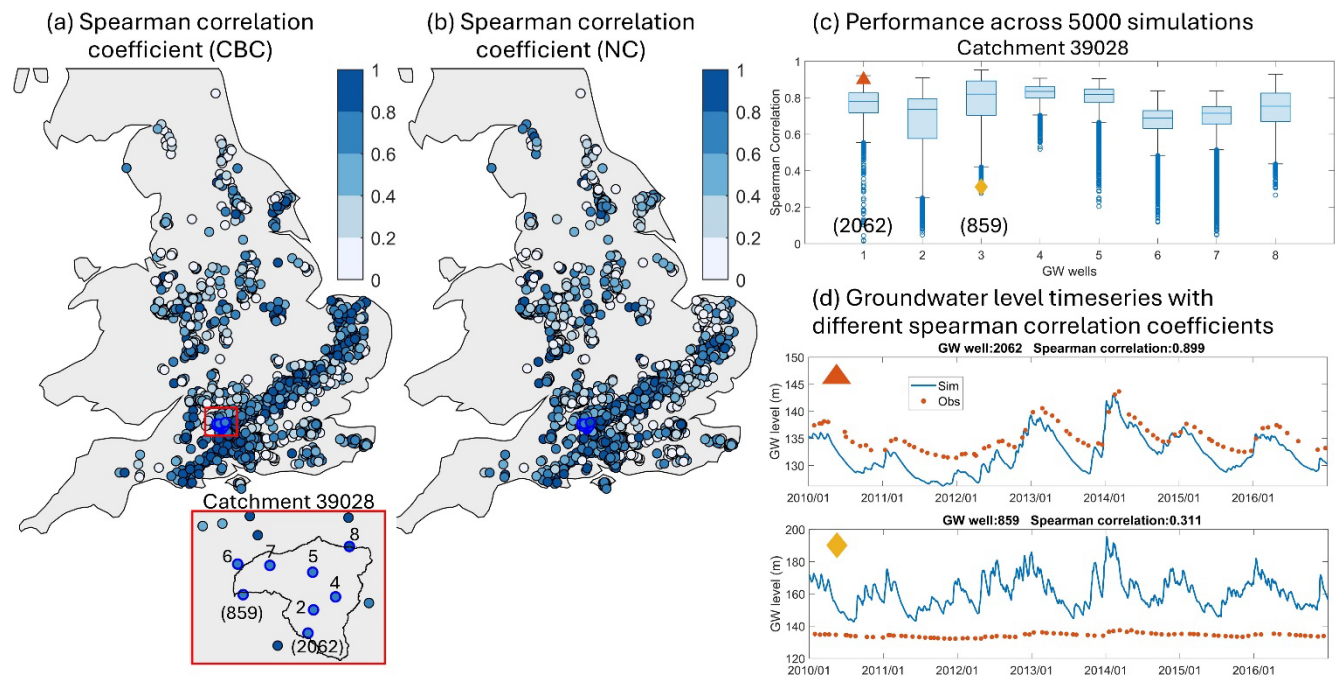 (a) Spearman correlation
coefficient (CBC)
1
0.8
0.6
0.4
0.2
0
Catchment 39028
8
6
7
5
4
(859)
2
(2062)
(b) Spearman correlation
coefficient (NC)
1
0.8
0.6
0.4
0.2
0
(c) Performance across 5000 simulations
Catchment 39028
Spearman Correlation
1
0.8
0.6
0.4
0.2
0
(2062)
(859)
1 2 3 4 5 6 7 8
GW wells
(d) Groundwater level timeseries with
different spearman correlation coefficients
GW well:2062 Spearman correlation:0.899
GW level (m)
150
145
140
135
130
Sim
Obs
2010/01 2011/01 2012/01 2013/01 2014/01 2015/01 2016/01
GW well:859 Spearman correlation:0.311
GW level (m)
200
180
160
140
120
2010/01 2011/01 2012/01 2013/01 2014/01 2015/01 2016/01